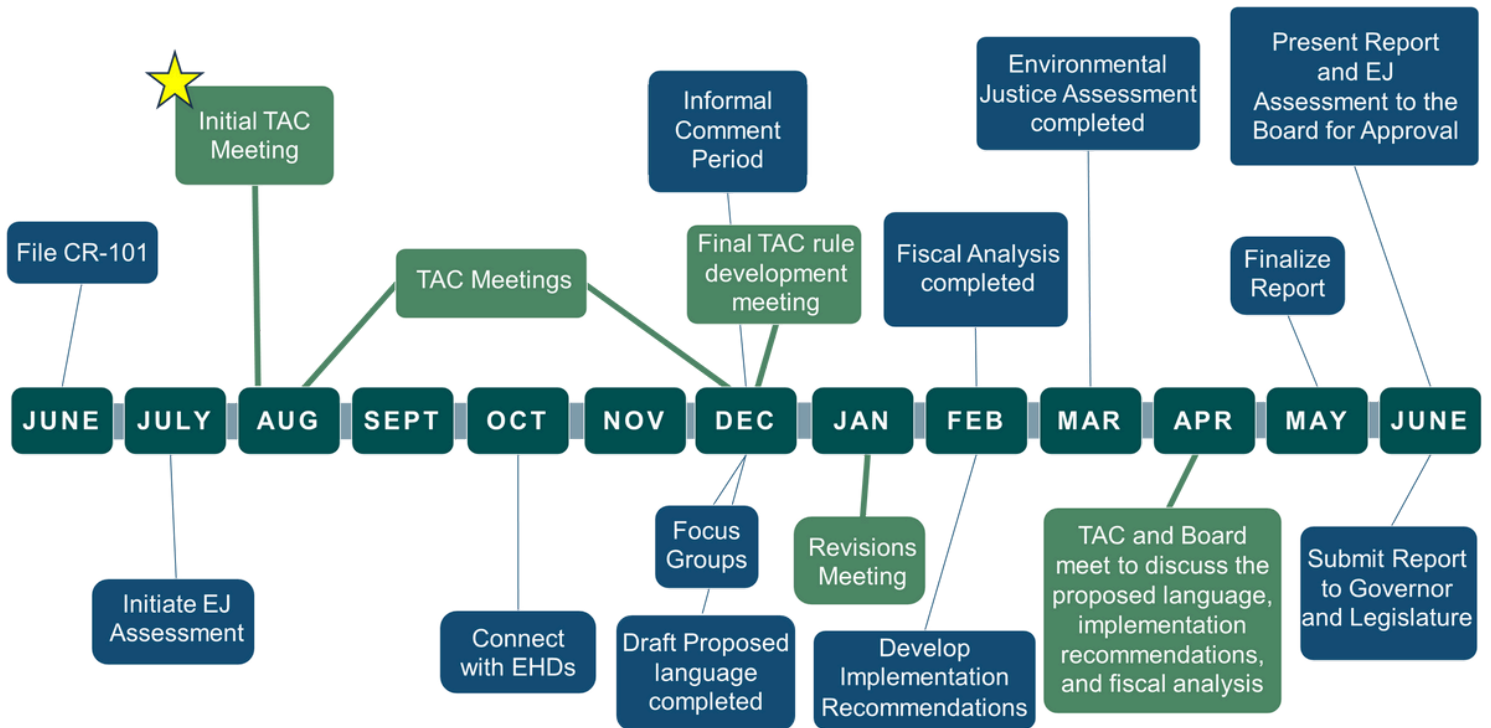 Initial TAC
Meeting
File CR-101
TAC Meetings
Informal
Comment
Period
Final TAC rule
development
meeting
Fiscal Analysis
completed
Environmental
Justice Assessment
completed
Present Report
and EJ
Assessment to the
Board for Approval
Finalize
Report
JUNE
JULY
AUG
SEPT
OCT
NOV
DEC
JAN
FEB
MAR
APR
MAY
JUNE
Initiate EJ
Assessment
Connect
with EHDs
Focus
Groups
Draft Proposed
language
completed
Revisions
Meeting
Develop
Implementation
Recommendations
TAC and Board
meet to discuss the
proposed language,
implementation
recommendations,
and fiscal analysis
Submit Report
to Governor
and Legislature